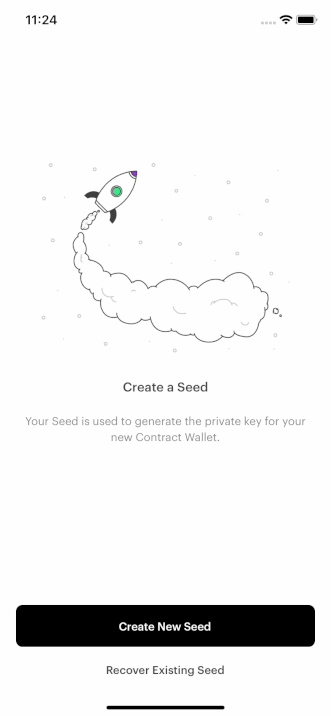 11:24
Create a Seed
Your Seed is used to generate the private key for your
new Contract Wallet.
Create New Seed
Recover Existing Seed